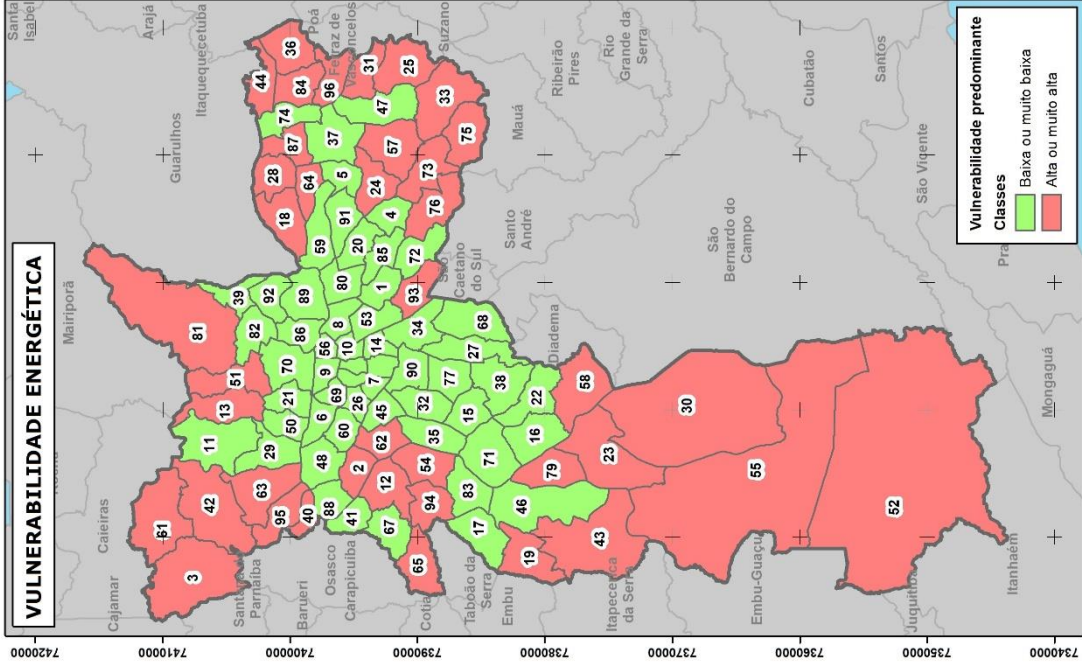 VULNERABILIDADE ENERGÉTICA
Santa
Isabel
Arajá
Itaquaquecetuba
Poá
Ferraz de
Vasconcelos
Suzano
Guarulhos
Mairiporã
Caieiras
Cajamar
Parnaíba
Barueri
Osasco
Carapicuiba
Cotia
Taboão da
Serra
Embu
Itapecerica
da Serra
Embu-Guaçu
Juquitiba
Itanhaém
Mongaguá
São Vicente
Santos
Cubatão
Rio
Grande da
Serra
Ribeirão
Pires
Mauá
Santo
André
São
Bernardo do
Campo
Caetano
do Sul
Diadema
36
44
84
96
31
25
74
47
33
87
37
75
28
64
5
57
24
73
18
91
4
76
59
20
85
72
39
92
89
80
1
93
81
82
86
8
53
34
68
56
10
14
27
70
9
7
90
77
38
58
51
21
69
26
13
50
6
60
45
32
15
22
30
11
29
62
35
16
48
2
54
71
23
12
79
63
42
83
95
40
88
41
94
46
61
67
17
43
3
65
19
55
52
Vulnerabilidade predominante
Classes
Baixa ou muito baixa
Alta ou muito alta
7420000
7410000
7400000
7390000
7380000
7370000
7360000
7350000
7340000